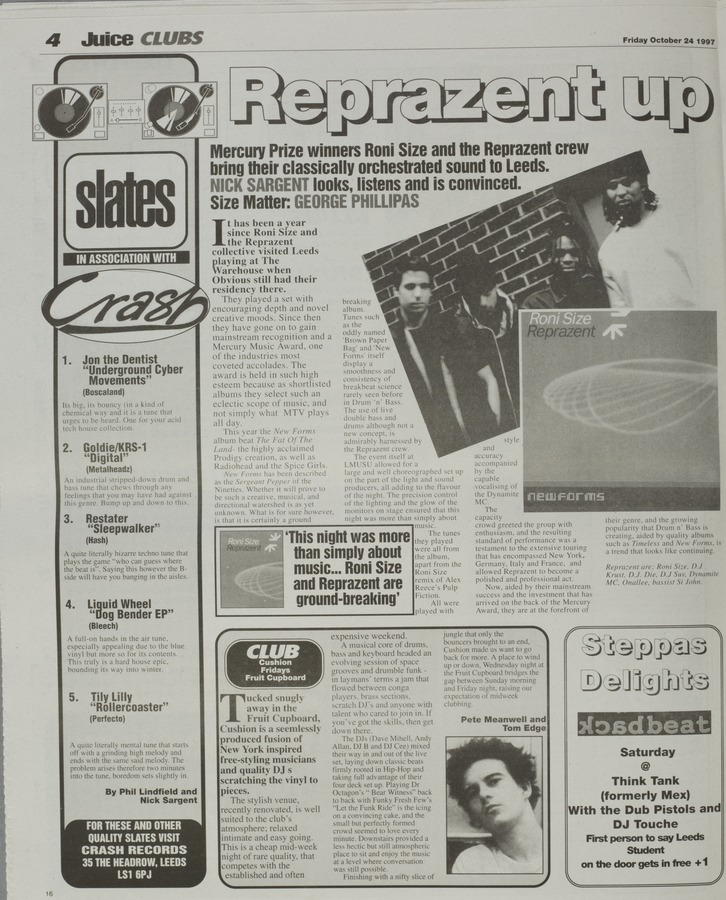 4 Juice CLUBS
Friday October 24 1997
Reprazent up
Mercury Prize winners Roni Size and the Reprazent crew
bring their classically orchestrated sound to Leeds.
NICK SARGENT looks, listens and is convinced.
Size Matter: GEORGE PHILLIPAS
slates
IN ASSOCIATION WITH
Crash
1. Jon the Dentist
"Underground Cyber
Movements"
(Boscaland)
Its big, its bouncy (in a kind of
chemical way and it is a tune that
urges to be heard. One for your acid
tech house collection.
2. Goldie/KRS-1
"Digital"
(Metalheadz)
An industrial stripped-down drum and
bass tune that chews through any
feelings that you may have had against
this genre. Bump up and down to this.
3. Restater
"Sleepwalker"
(Hash)
A quite literally bizarre techno tune that
plays the game "who can guess where
the beat is". Saying this however the B-
side will have you banging in the aisles.
4. Liquid Wheel
"Dog Bender EP"
(Bleech)
A full-on hands in the air tune,
especially appealing due to the blue
vinyl but more so for its contents.
This truly is a hard house epic,
bounding its way into winter.
5. Tily Lilly
"Rollercoaster"
(Perfecto)
A quite literally mental tune that starts
off with a grinding high melody and
ends with the same said melody. The
problem arises therefore two minutes
into the tune, boredom sets slightly in.
By Phil Lindfield and
Nick Sargent
FOR THESE AND OTHER
QUALITY SLATES VISIT
CRASH RECORDS
35 THE HEADROW, LEEDS
LS1 6PJ
It has been a year
since Roni Size and
the Reprazent
collective visited Leeds
playing at The
Warehouse when
Obvious still had their
residency there.
They played a set with
encouraging depth and novel
creative moods. Since then
they have gone on to gain
mainstream recognition and a
Mercury Music Award, one
of the industries most
coveted accolades. The
award is held in such high
esteem because as shortlisted
albums they select such an
eclectic scope of music, and
not simply what MTV plays
all day.
This year the New Forms
album beat The Fat Of The
Land- the highly acclaimed
Prodigy creation, as well as
Radiohead and the Spice Girls.
New Forms has been described
as the Sergeant Pepper of the
Nineties. Whether it will prove to
be such a creative, musical, and
directional watershed is as yet
unknown. What is for sure however,
is that it is certainly a ground
breaking
album.
Tunes such
as the
oddly named
'Brown Paper
Bag' and 'New
Forms' itself
display a
smoothness and
consistency of
breakbeat science
rarely seen before
in Drum 'n' Bass.
The use of live
double bass and
drums although not a
new concept, is
admirably harnessed by
the Reprazent crew.
The event itself at
LMUSU allowed for a
large and well choreographed set up
on the part of the light and sound
producers, all adding to the flavour
of the night. The precision control
of the lighting and the glow of the
monitors on stage ensured that this
night was more than simply about
music.
The tunes
they played
were all from
the album,
apart from the
Roni Size
remix of Alex
Reece's Pulp
Fiction.
All were
played with
Roni Size
Reprazent
'This night was more
than simply about
music... Roni Size
and Reprazent are
ground-breaking'
style
and
accuracy
accompanied
by the
capable
vocalising of
the Dynamite
MC.
The
capacity
crowd greeted the group with
enthusiasm, and the resulting
standard of performance was a
testament to the extensive touring
that has encompassed New York,
Germany, Italy and France, and
allowed Reprazent to become a
polished and professional act.
Now, aided by their mainstream
success and the investment that has
arrived on the back of the Mercury
Award, they are at the forefront of
Roni Size
Reprazent
newforms
their genre, and the growing
popularity that Drum n' Bass is
creating, aided by quality albums
such as Timeless and New Forms, is
a trend that looks like continuing.
Reprazent are: Roni Size, D.J
Krust, D.J. Die, D.J Suv, Dynamite
MC, Onallee, bassist Si John.
CLUB
Cushion
Fridays
Fruit Cupboard
Tucked snugly
away in the
Fruit Cupboard,
Cushion is a seemlessly
produced fusion of
New York inspired
free-styling musicians
and quality DJ s
scratching the vinyl to
pieces.
The stylish venue,
recently renovated, is well
suited to the club's
atmosphere; relaxed
intimate and easy going.
This is a cheap mid-week
night of rare quality, that
competes with the
established and often
expensive weekend.
A musical core of drums,
bass and keyboard headed an
evolving session of space
grooves and drumble funk -
in laymans' terms a jam that
flowed between conga
players, brass sections,
scratch DJ's and anyone with
talent who cared to join in. If
you've got the skills, then get
down there.
The DJs (Dave Mihell, Andy
Allan, DJ B and DJ Cee) mixed
their way in and out of the live
set, laying down classic beats
firmly rooted in Hip-Hop and
taking full advantage of their
four deck set up. Playing Dr
Octagon's " Bear Witness" back
to back with Funky Fresh Few's
"Let the Funk Ride" is the icing
on a convincing cake, and the
small but perfectly formed
crowd seemed to love every
minute. Downstairs provided a
less hectic but still atmospheric
place to sit and enjoy the music
at a level where conversation
was still possible.
Finishing with a nifty slice of
jungle that only the
bouncers brought to an end,
Cushion made us want to go
back for more. A place to wind
up or down, Wednesday night at
the Fruit Cupboard bridges the
gap between Sunday morning
and Friday night, raising our
expectation of midweek
clubbing.
Pete Meanwell and
Tom Edge
Steppas
Delights
Saturday
@
Think Tank
(formerly Mex)
With the Dub Pistols and
DJ Touche
First person to say Leeds
Student
on the door gets in free +1
16